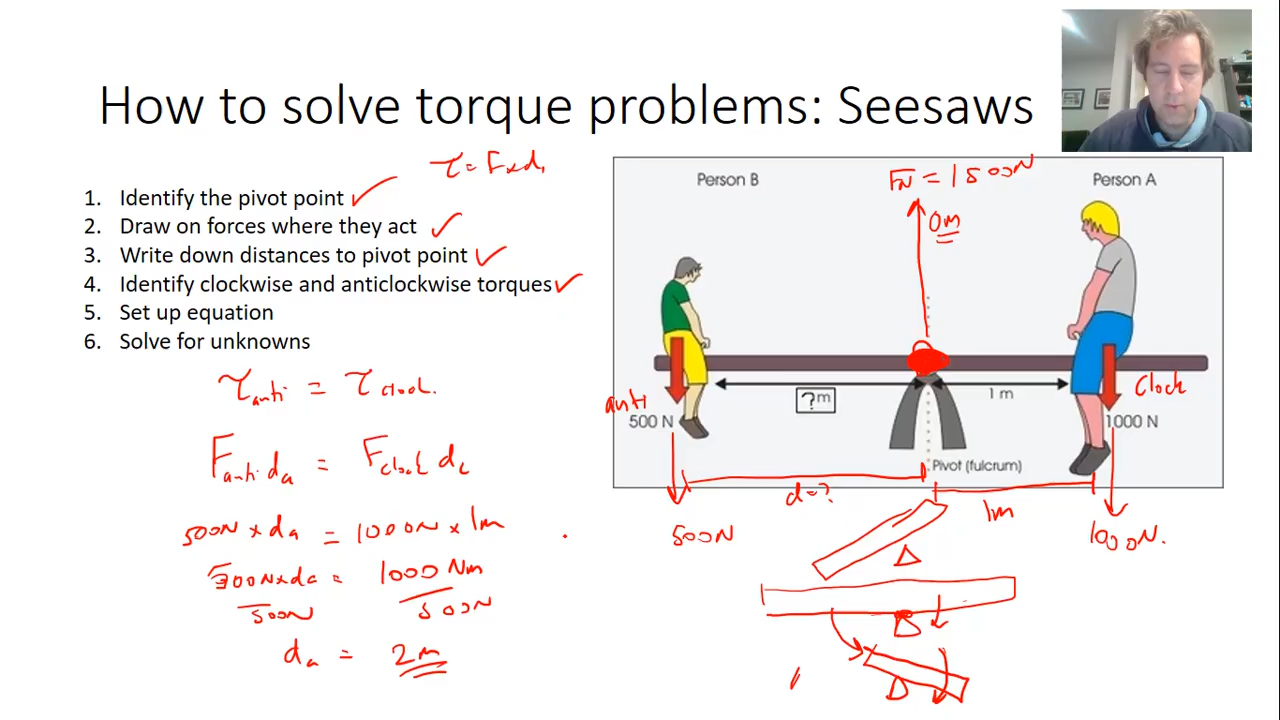 How to solve torque problems: Seesaws
τ = F x d
1. Identify the pivot point ✓
2. Draw on forces where they act ✓
3. Write down distances to pivot point ✓
4. Identify clockwise and anticlockwise torques ✓
5. Set up equation
6. Solve for unknowns
τanti = τclock.
Fanti da = Fclock dc
500N x da = 1000N x 1m
500N x da = 1000 Nm
500N 500N
da = 2m
Person B
FN = 1500N
Person A
0m
?m
1 m
anti
clock
500 N
1000 N
Pivot (fulcrum)
d=?
1m
500N
1000N.